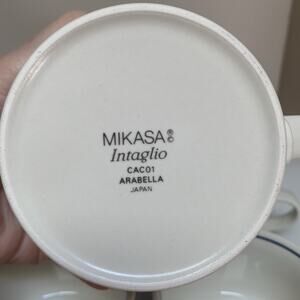 MIKASA®©
Intaglio
CAC01
ARABELLA
JAPAN